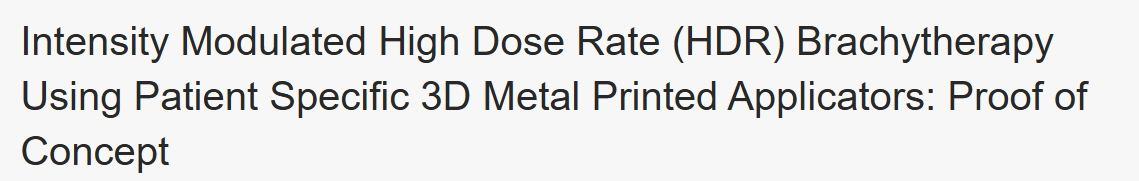 Intensity Modulated High Dose Rate (HDR) Brachytherapy
Using Patient Specific 3D Metal Printed Applicators: Proof of
Concept